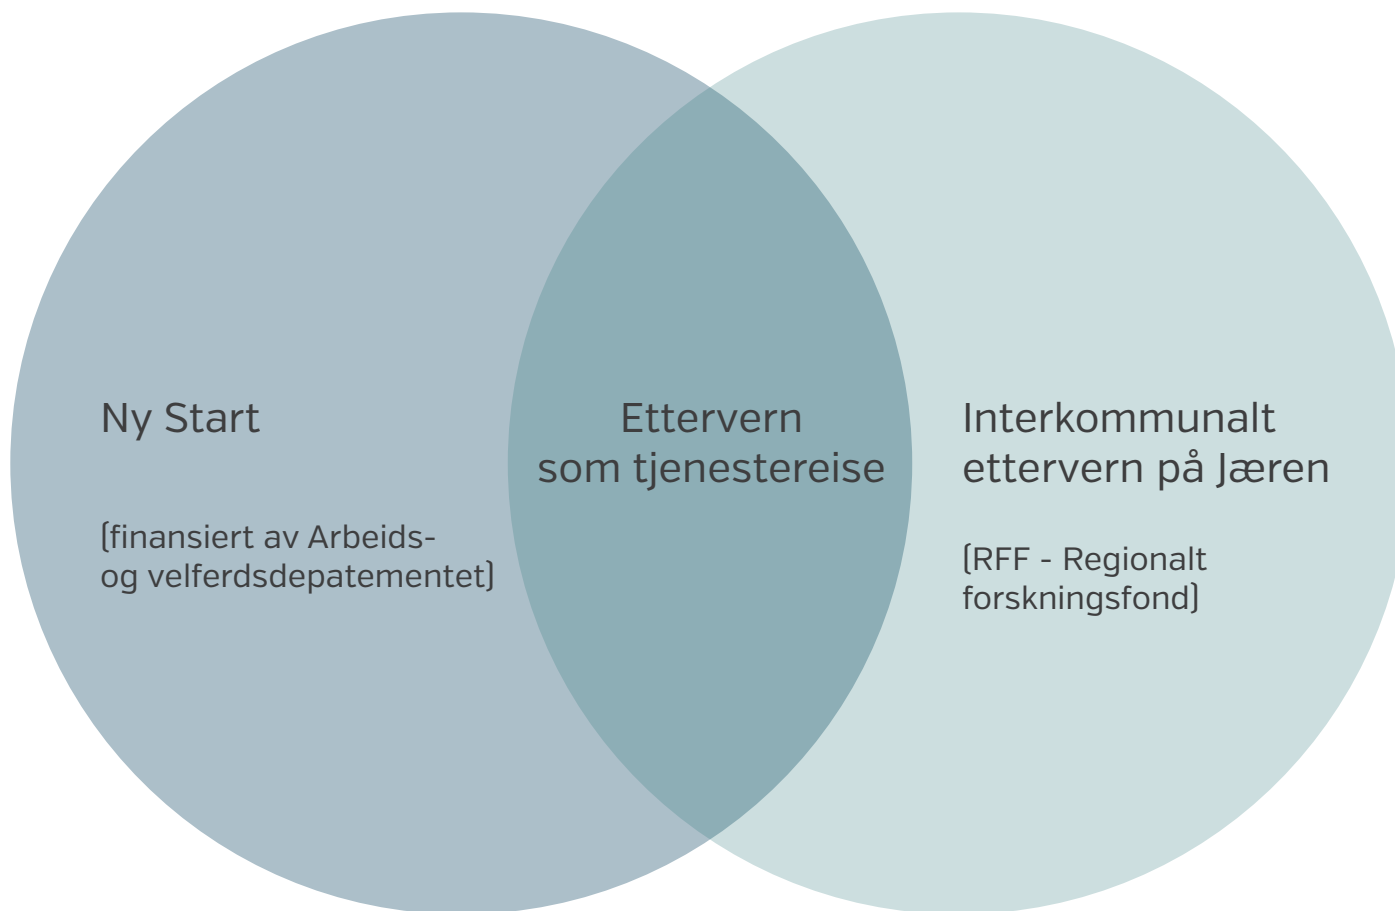 Ny Start
(finansiert av Arbeids-
og velferdsdepatementet)
Ettervern
som tjenestereise
Interkommunalt
ettervern på Jæren
(RFF - Regionalt
forskningsfond)